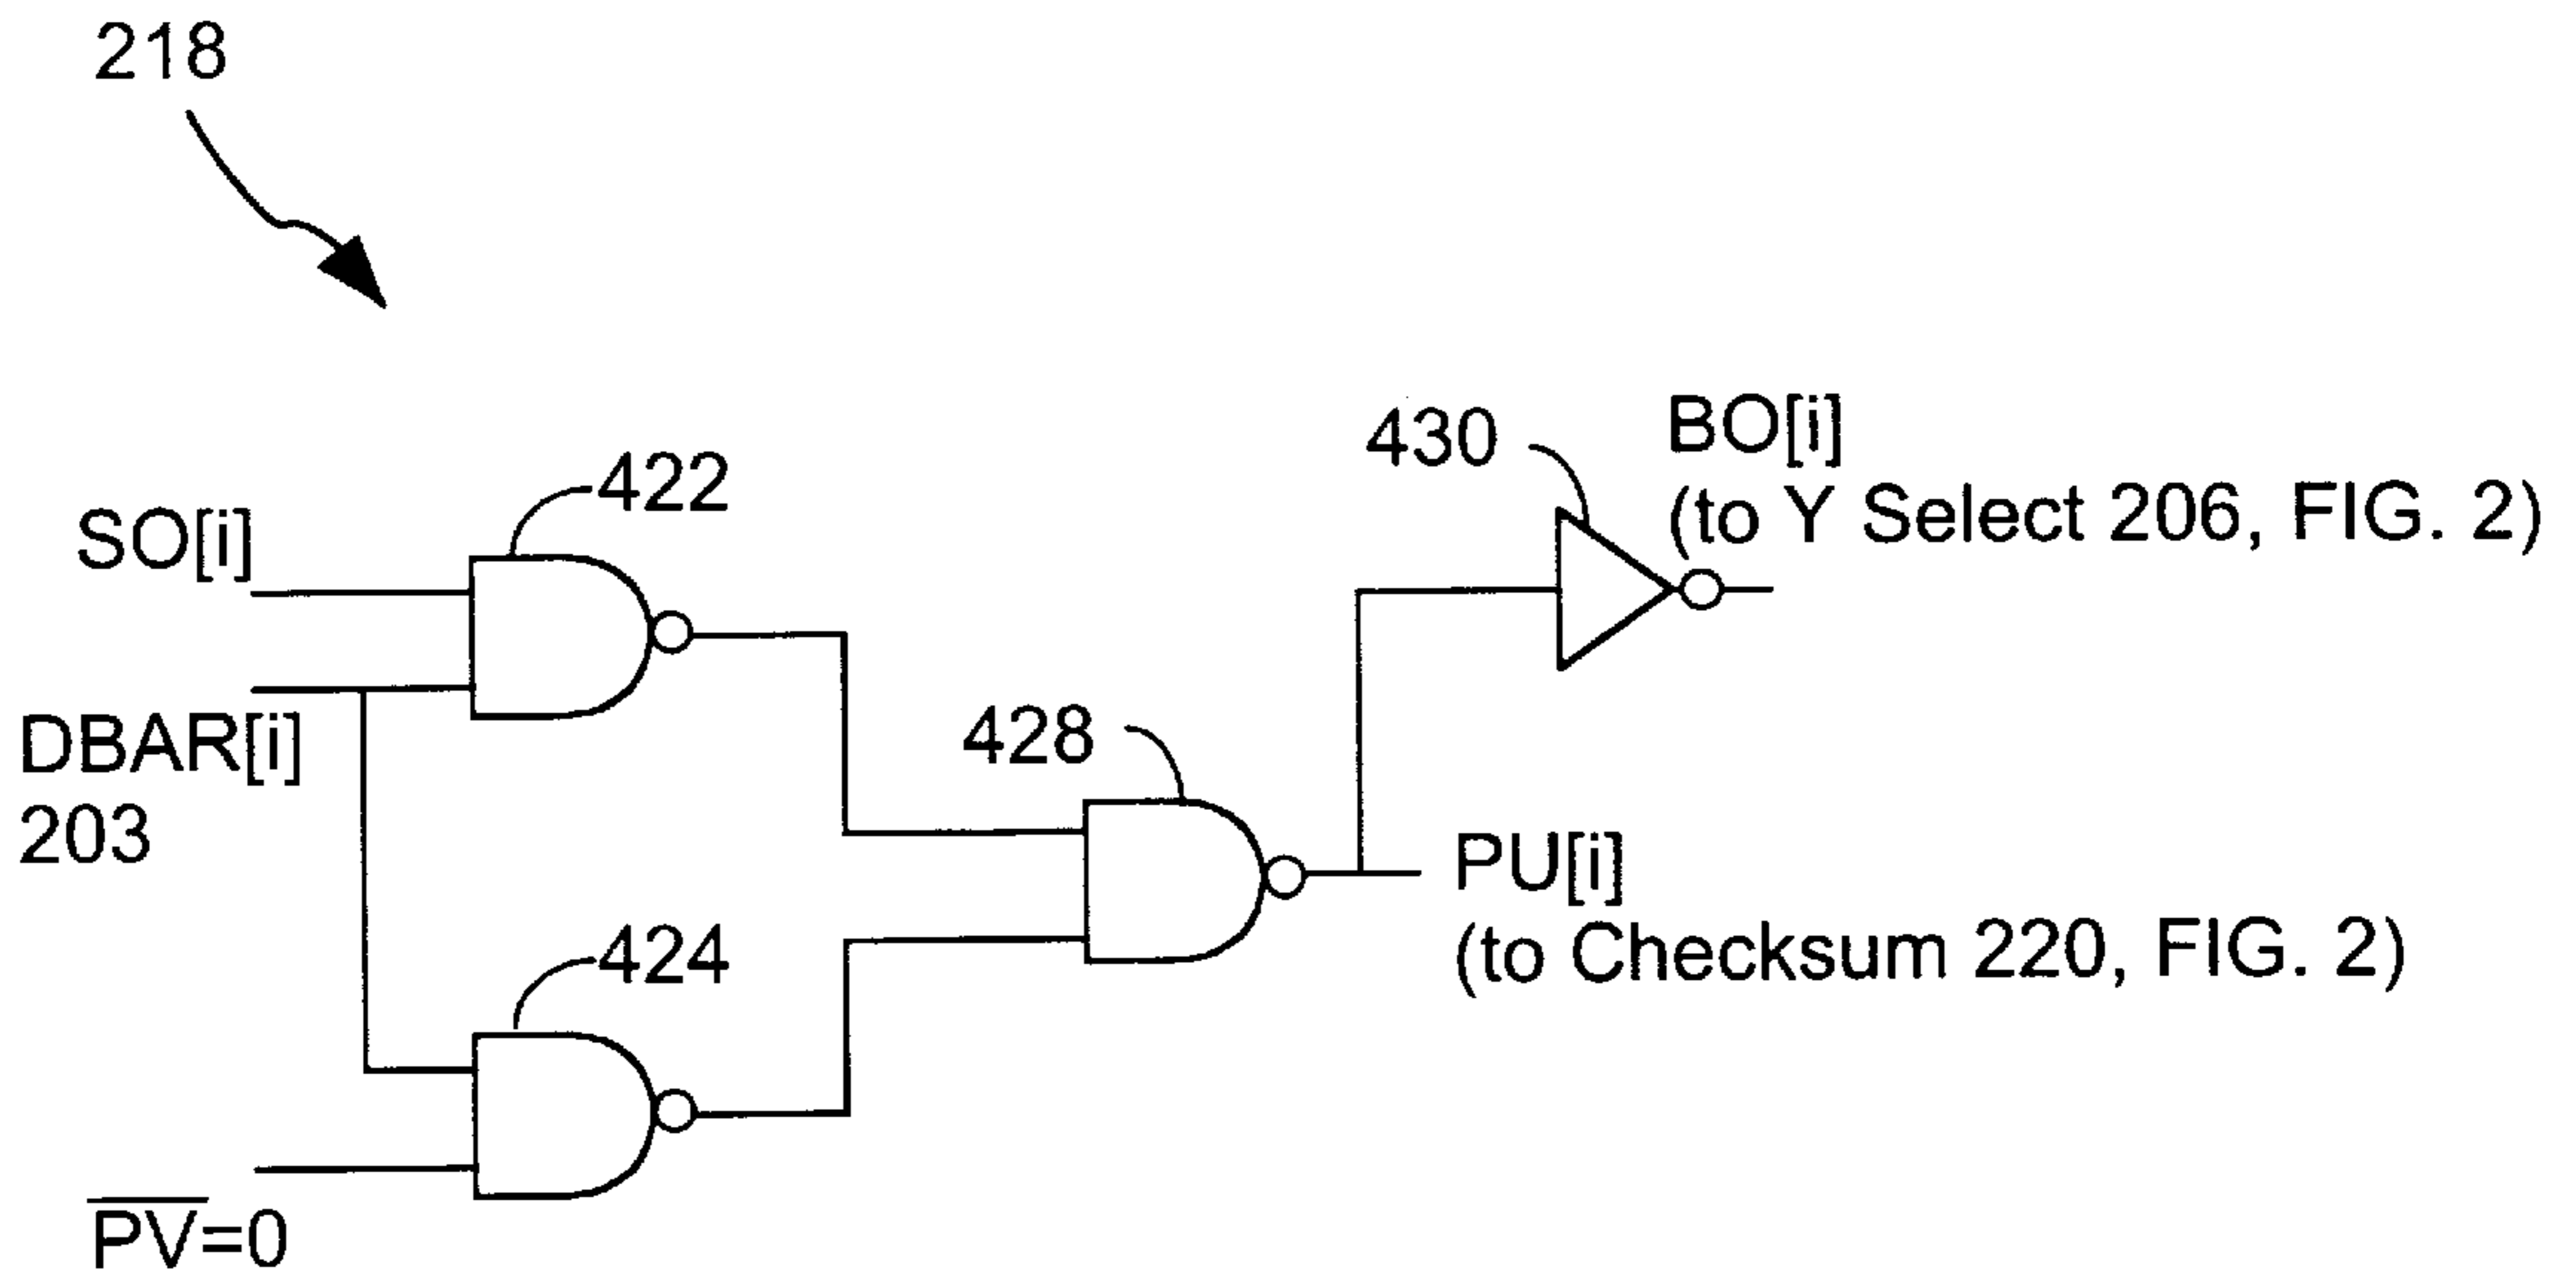 218
430
BO[i]
(to Y Select 206, FIG. 2)
422
SO[i]
DBAR[i]
203
428
PU[i]
(to Checksum 220, FIG. 2)
424
P̅V̅=0